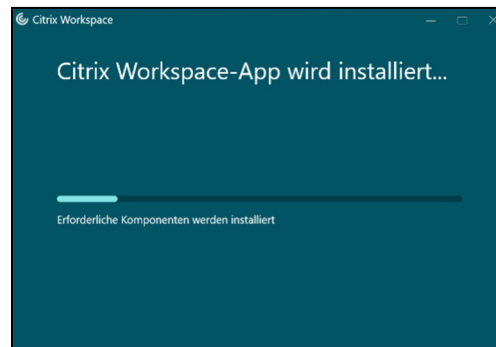 Citrix Workspace
Citrix Workspace-App wird installiert...
Erforderliche Komponenten werden installiert